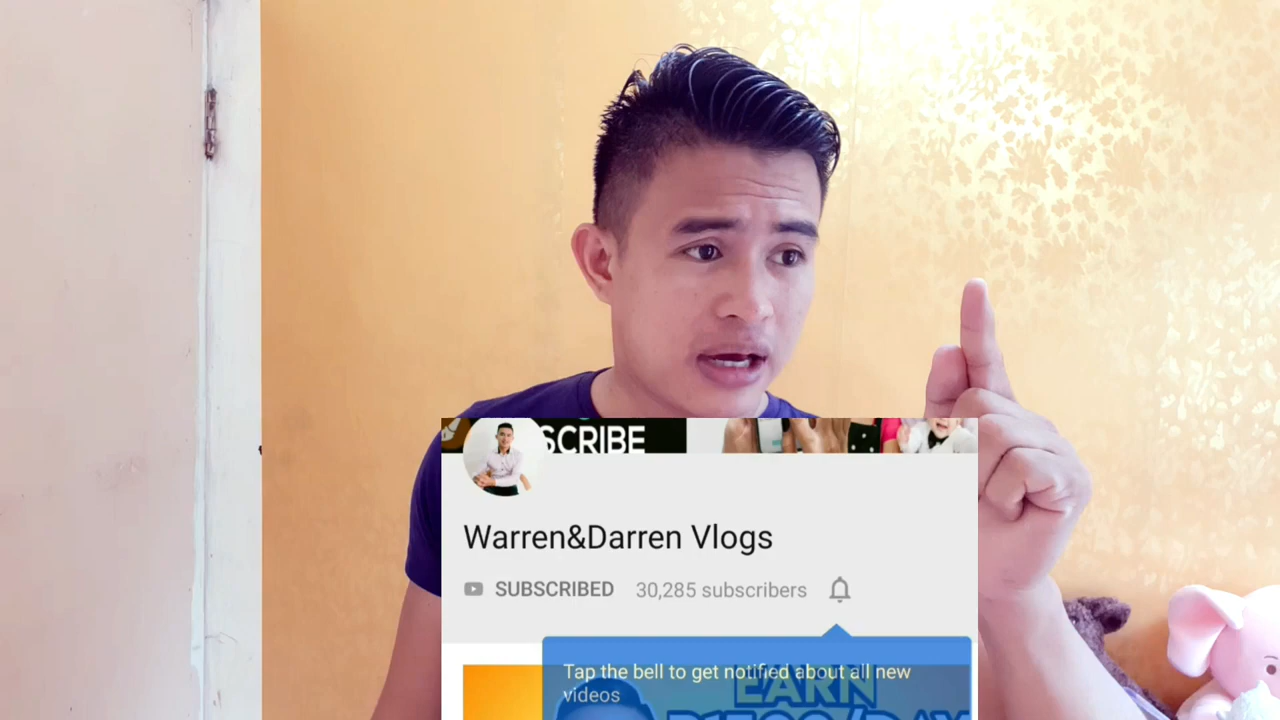 SCRIBE
Warren&Darren Vlogs
SUBSCRIBED 30,285 subscribers
Tap the bell to get notified about all new
videos
EARN